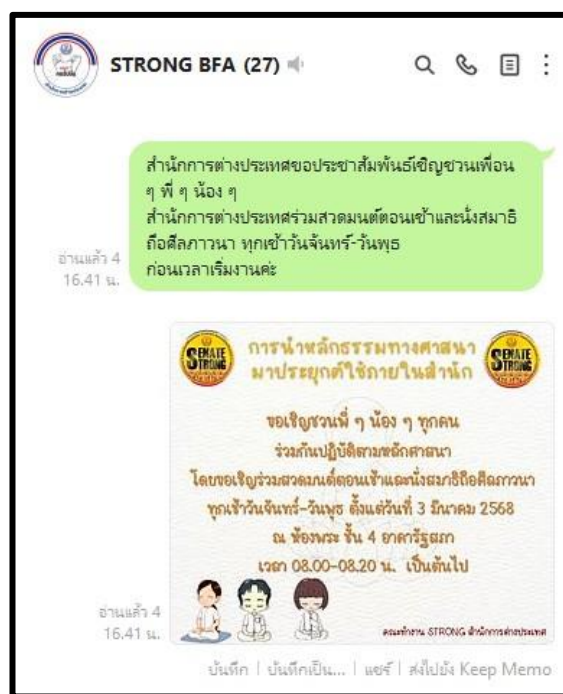 STRONG BFA (27)
สำนักการต่างประเทศขอประชาสัมพันธ์เชิญชวนเพื่อน
ๆ พี่ ๆ น้อง ๆ
สำนักการต่างประเทศร่วมสวดมนต์ตอนเช้าและนั่งสมาธิ
ถือศีลภาวนา ทุกเช้าวันจันทร์-วันพุธ
ก่อนเวลาเริ่มงานค่ะ
อ่านแล้ว 4
16.41 น.
SENATE
STRONG
การนำหลักธรรมทางศาสนา
มาประยุกต์ใช้ภายในสำนัก
SENATE
STRONG
ขอเชิญชวนพี่ ๆ น้อง ๆ ทุกคน
ร่วมกันปฏิบัติตามหลักศาสนา
โดยขอเชิญร่วมสวดมนต์ตอนเช้าและนั่งสมาธิถือศีลภาวนา
ทุกเช้าวันจันทร์-วันพุธ ตั้งแต่วันที่ 3 มีนาคม 2568
ณ ห้องพระ ชั้น 4 อาคารรัฐสภา
เวลา 08.00-08.20 น. เป็นต้นไป
คณะทำงาน STRONG สำนักการต่างประเทศ
อ่านแล้ว 4
16.41 น.
บันทึก | บันทึกเป็น... | แชร์ | ส่งไปยัง Keep Memo